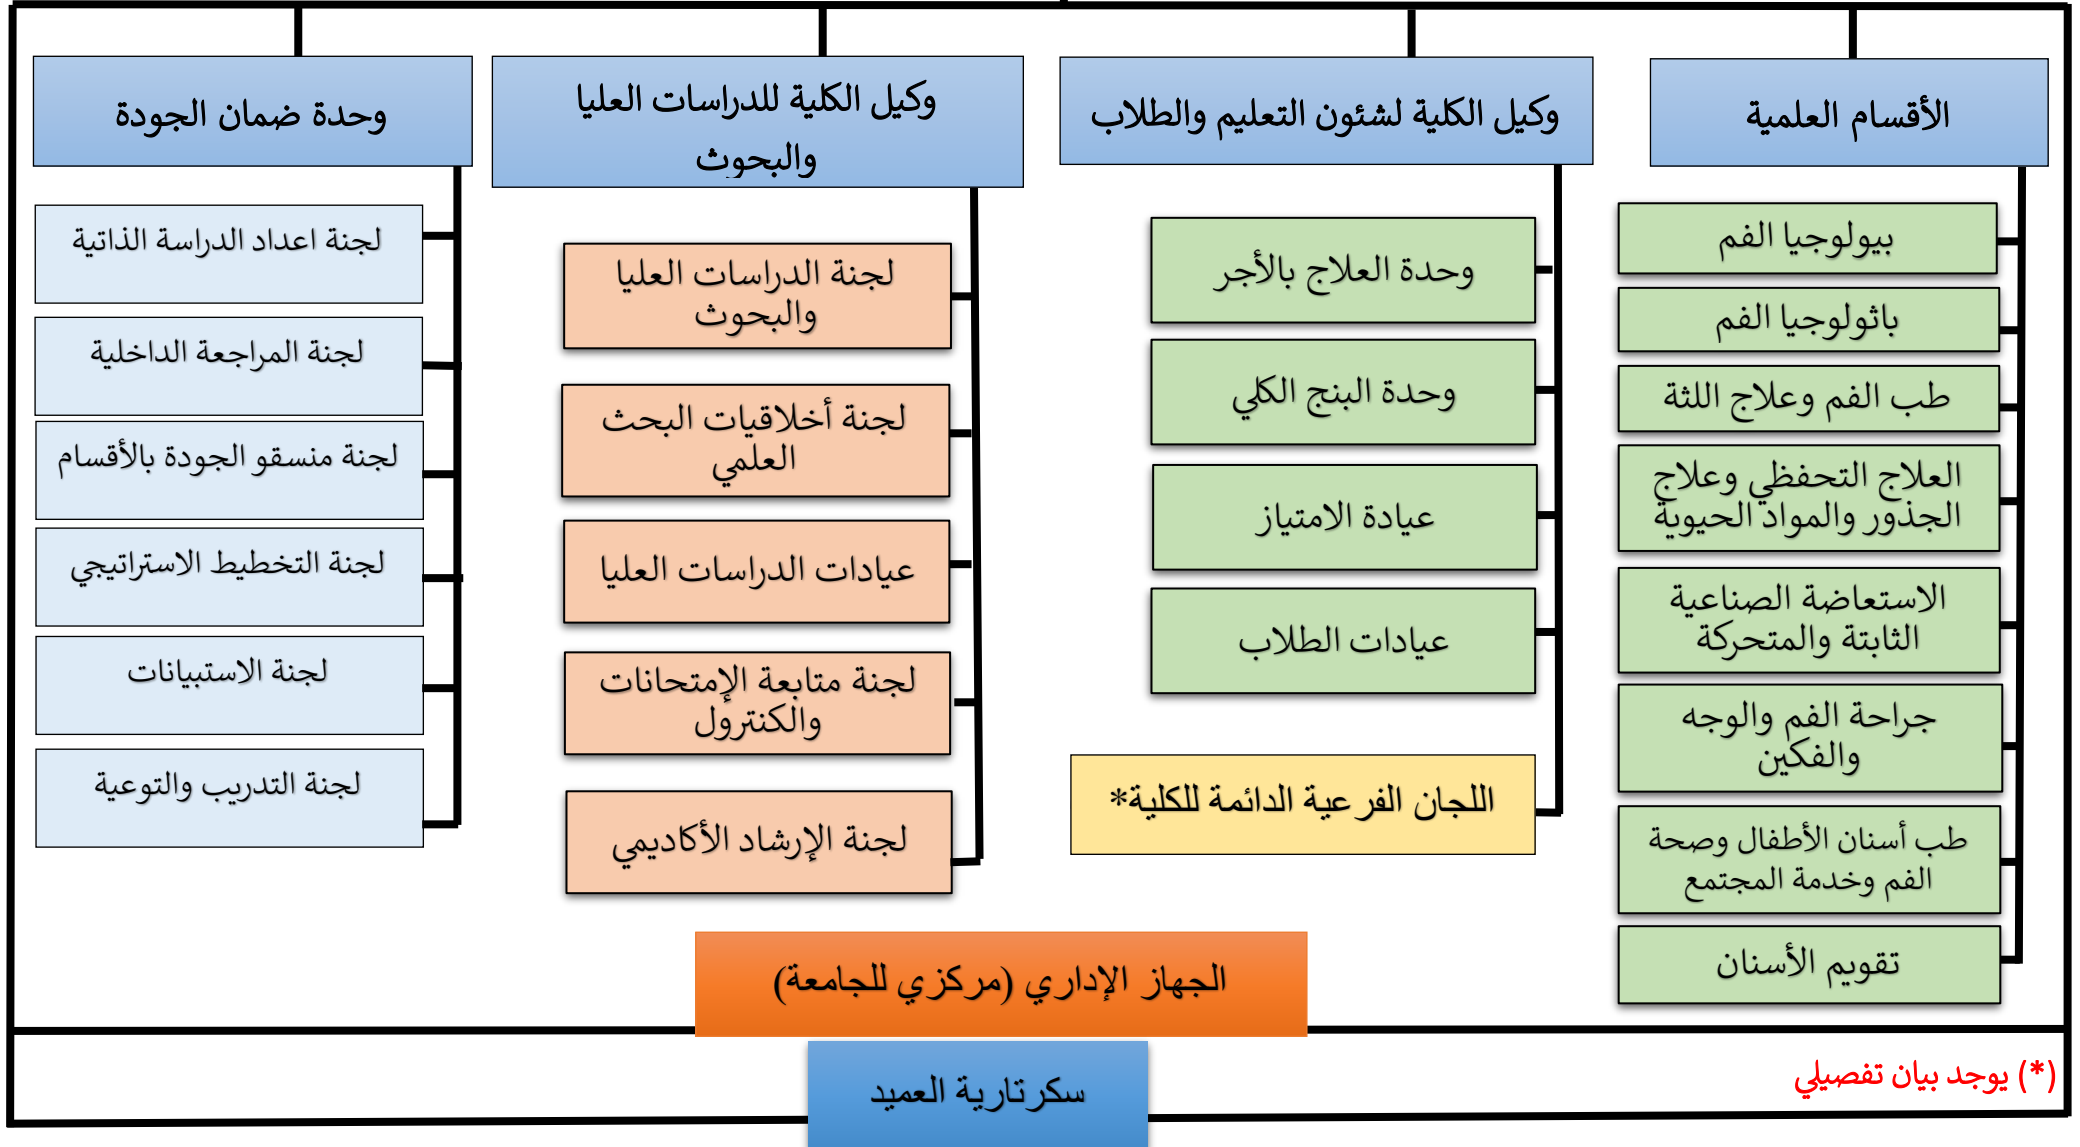 الأقسام العلمية
بيولوجيا الفم
باثولوجيا الفم
طب الفم وعلاج اللثة
العلاج التحفظي وعلاج
الجذور والمواد الحيوية
الاستعاضة الصناعية
الثابتة والمتحركة
جراحة الفم والوجه
والفكين
طب أسنان الأطفال وصحة
الفم وخدمة المجتمع
تقويم الأسنان
وكيل الكلية لشئون التعليم والطلاب
وحدة العلاج بالأجر
وحدة البنج الكلي
عيادة الامتياز
عيادات الطلاب
اللجان الفرعية الدائمة للكلية*
وكيل الكلية للدراسات العليا
والبحوث
لجنة الدراسات العليا
والبحوث
لجنة أخلاقيات البحث
العلمي
عيادات الدراسات العليا
لجنة متابعة الإمتحانات
والكنترول
لجنة الإرشاد الأكاديمي
وحدة ضمان الجودة
لجنة اعداد الدراسة الذاتية
لجنة المراجعة الداخلية
لجنة منسقو الجودة بالأقسام
لجنة التخطيط الاستراتيجي
لجنة الاستبيانات
لجنة التدريب والتوعية
الجهاز الإداري (مركزي للجامعة)
سكرتارية العميد
(*) يوجد بيان تفصيلي